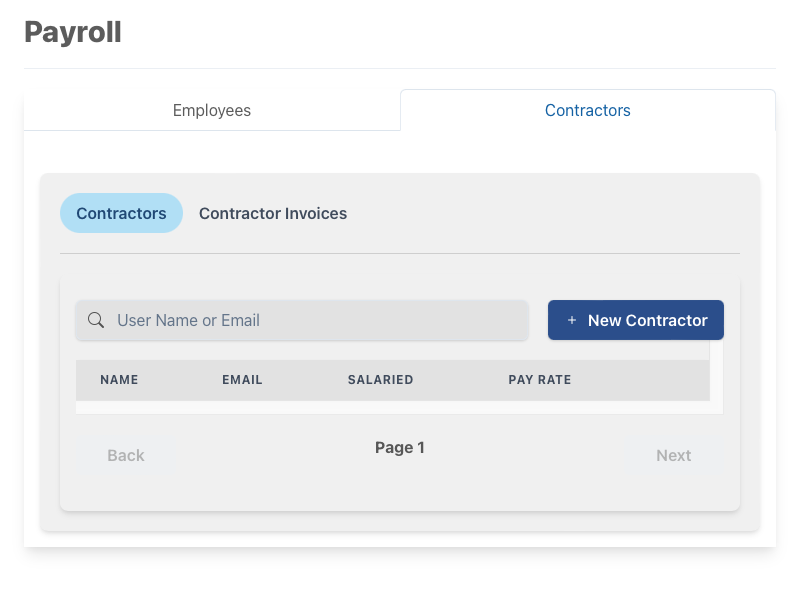 Payroll
Employees Contractors
Contractors Contractor Invoices
User Name or Email + New Contractor
NAME EMAIL SALARIED PAY RATE
Back Page 1 Next